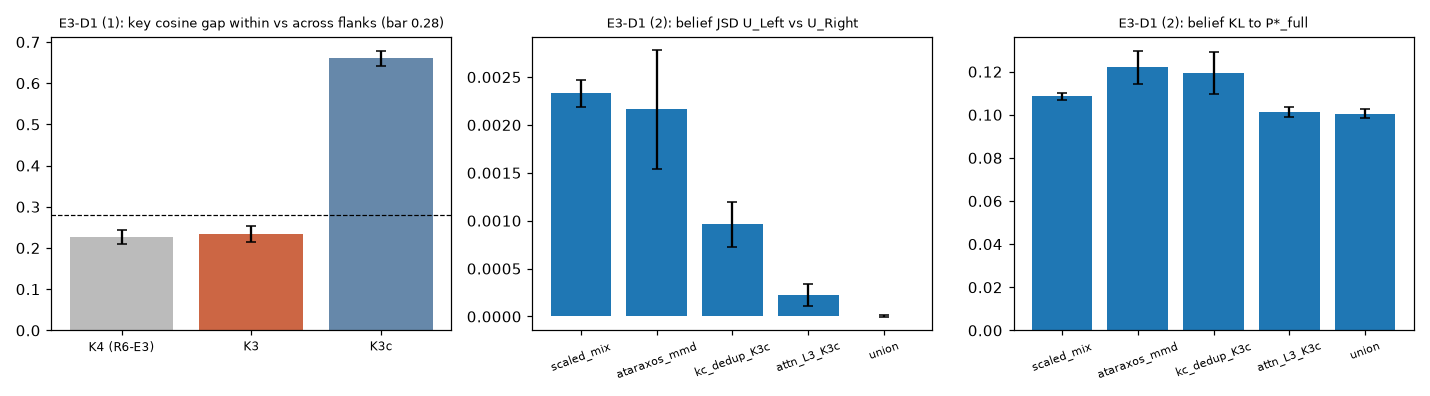 E3-D1 (1): key cosine gap within vs across flanks (bar 0.28)
0.7
0.6
0.5
0.4
0.3
0.2
0.1
0.0
K4 (R6-E3)
K3
K3c
E3-D1 (2): belief JSD U_Left vs U_Right
0.0025
0.0020
0.0015
0.0010
0.0005
0.0000
scaled_mix
ataraxos_mmd
kc_dedup_K3c
attn_L3_K3c
union
E3-D1 (2): belief KL to P*_full
0.12
0.10
0.08
0.06
0.04
0.02
0.00
scaled_mix
ataraxos_mmd
kc_dedup_K3c
attn_L3_K3c
union